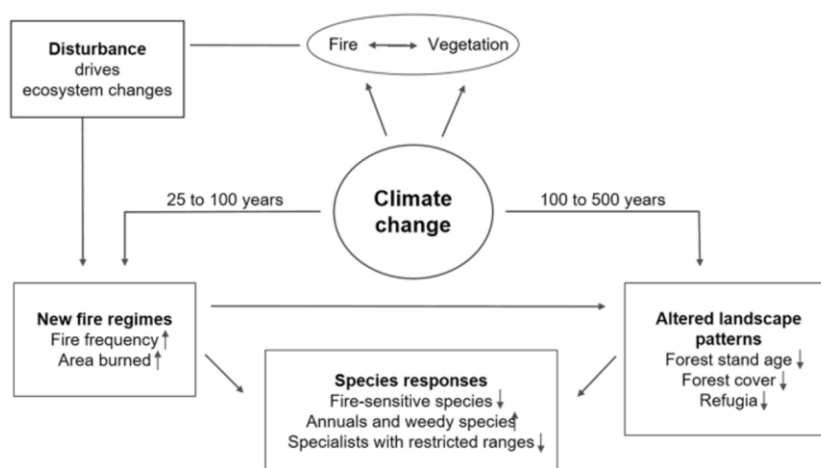 Disturbance
drives
ecosystem changes
Fire
Vegetation
Climate
change
25 to 100 years
100 to 500 years
New fire regimes
Fire frequency
Area burned
Altered landscape
patterns
Forest stand age
Forest cover
Refugia
Species responses
Fire-sensitive species
Annuals and weedy species
Specialists with restricted ranges